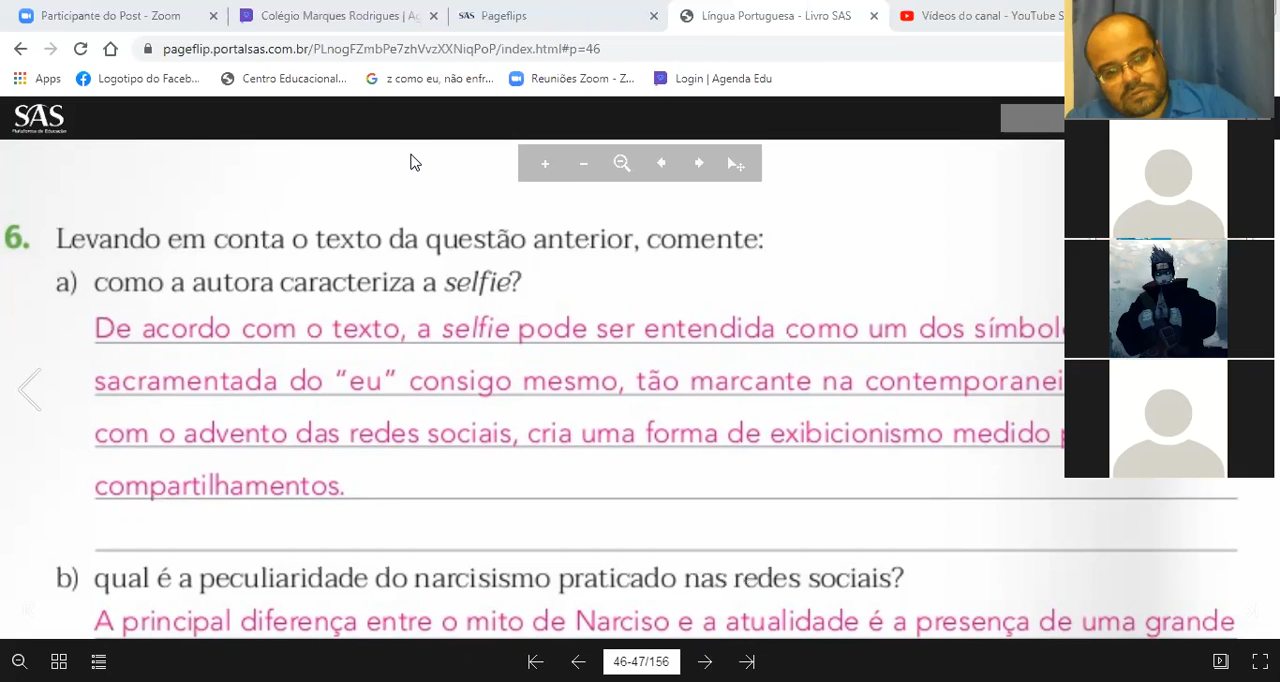 Participante do Post - Zoom
Colégio Marques Rodrigues | Ag
SAS Pageflips
Língua Portuguesa - Livro SAS
Vídeos do canal - YouTube S
pageflip.portalsas.com.br/PLnogFZmbPe7zhVvzXXNiqPoP/index.html#p=46
Apps
Logotipo do Faceb...
Centro Educacional...
z como eu, não enfr...
Reuniões Zoom - Z...
Login | Agenda Edu
SAS
Plataforma de Educação
6. Levando em conta o texto da questão anterior, comente:
a) como a autora caracteriza a selfie?
De acordo com o texto, a selfie pode ser entendida como um dos símbol
sacramentada do “eu” consigo mesmo, tão marcante na contemporanei
com o advento das redes sociais, cria uma forma de exibicionismo medido
compartilhamentos.
b) qual é a peculiaridade do narcisismo praticado nas redes sociais?
A principal diferença entre o mito de Narciso e a atualidade é a presença de uma grande
46-47/156